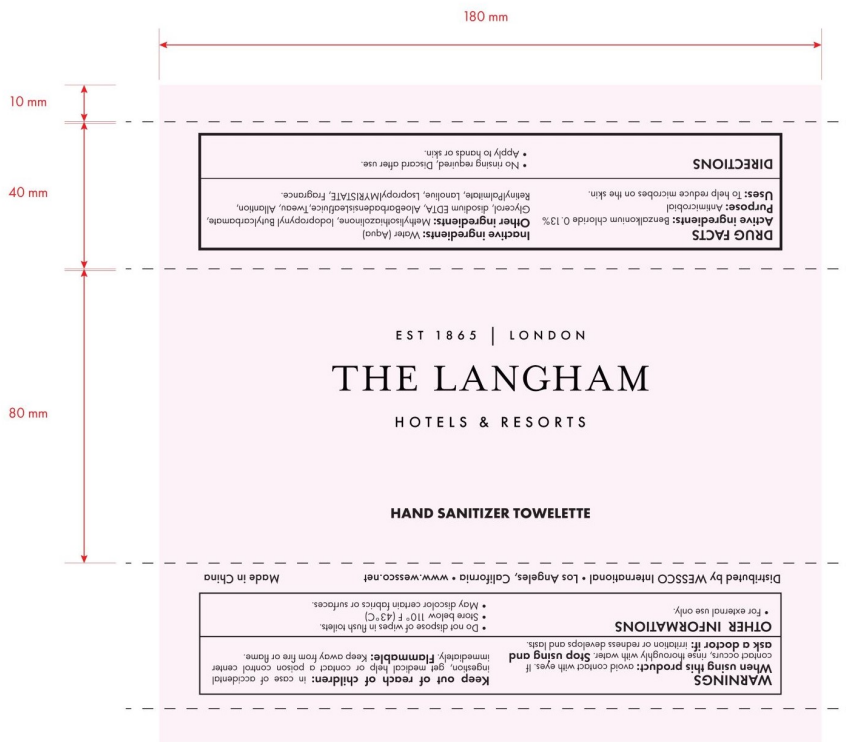 180 mm
10 mm
40 mm
80 mm
DRUG FACTS
Active ingredients: Benzalkonium chloride 0.13%
Purpose: Antimicrobial
Uses: To help reduce microbes on the skin.
Inactive ingredients: Water (Aqua)
Other ingredients: Methylisothiazolinone, Iodopropynyl Butylcarbamate,
Glycerol, disodium EDTA, AloeBarbodensisLeafJuice, Tweau, Allantion,
RetinylPalmitate, Lanoliue, IsopropylMYRISTATE, Fragrance.
DIRECTIONS
• Apply to hands or skin.
• No rinsing required, Discard after use.
EST 1865 | LONDON
THE LANGHAM
HOTELS & RESORTS
HAND SANITIZER TOWELETTE
WARNINGS
When using this product: avoid contact with eyes. If
contact occurs, rinse thoroughly with water. Stop using and
ask a doctor if: irritation or redness develops and lasts.
Keep out of reach of children: in case of accidental
ingestion, get medical help or contact a poison control center
immediately. Flammable: Keep away from fire or flame.
OTHER INFORMATIONS
• For external use only.
• Do not dispose of wipes in flush toilets.
• Store below 110° F (43°C)
• May discolor certain fabrics or surfaces.
Distributed by WESSCO International • Los Angeles, California • www.wessco.net
Made in China